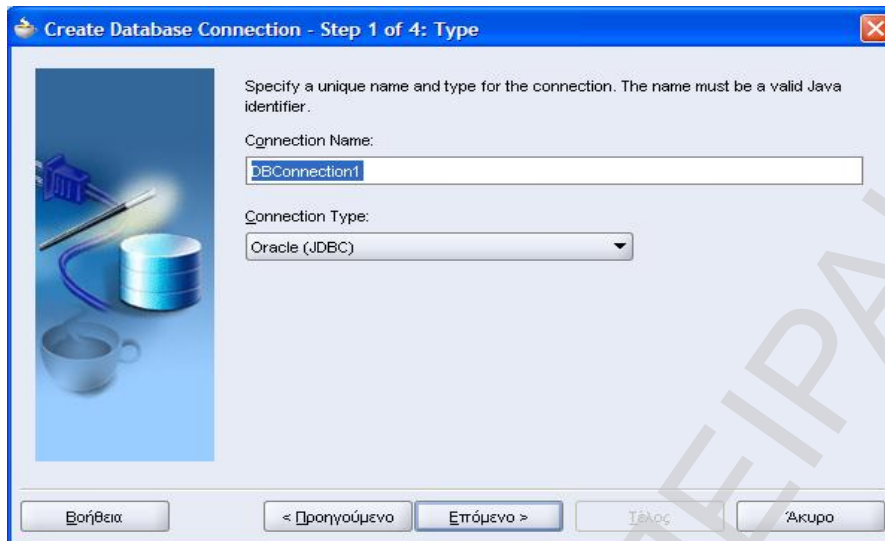 Create Database Connection - Step 1 of 4: Type
Specify a unique name and type for the connection. The name must be a valid Java
identifier.
Connection Name:
DBConnection1
Connection Type:
Oracle (JDBC)
Βοήθεια
< Προηγούμενο
Επόμενο >
Τέλος
Άκυρο